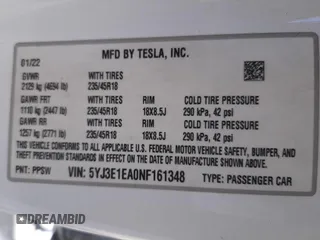 MFD BY TESLA, INC.
01/22
GVWR WITH TIRES
2129 kg (4694 lb) 235/45R18
GAWR FRT WITH TIRES RIM COLD TIRE PRESSURE
1110 kg (2447 lb) 235/45R18 18X8.5J 290 kPa, 42 psi
GAWR RR WITH TIRES RIM COLD TIRE PRESSURE
1257 kg (2771 lb) 235/45R18 18X8.5J 290 kPa, 42 psi
THIS VEHICLE CONFORMS TO ALL APPLICABLE U.S. FEDERAL MOTOR VEHICLE SAFETY, BUMPER, AND
THEFT PREVENTION STANDARDS IN EFFECT ON THE DATE OF MANUFACTURE SHOWN ABOVE.
PNT: PPSW VIN: 5YJ3E1EA0NF161348 TYPE: PASSENGER CAR
DREAMBID